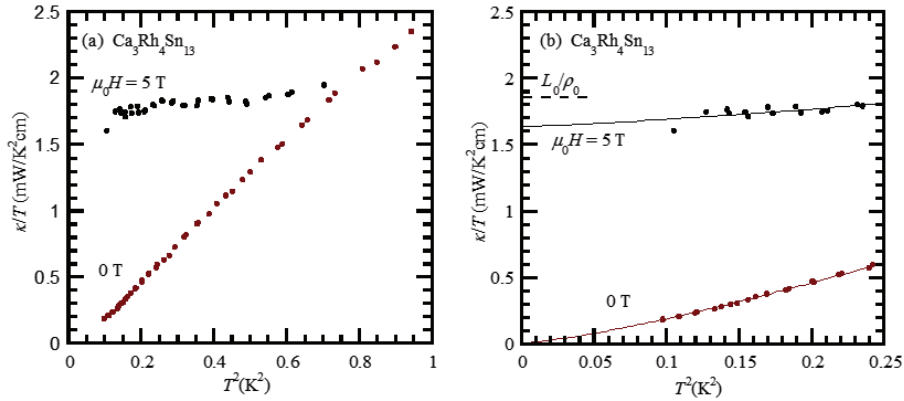 (a) Ca3Rh4Sn13
μ0H = 5 T
0 T
κ/T (mW/K2cm)
2.5
2
1.5
1
0.5
0
0 0.2 0.4 0.6 0.8 1
T2(K2)
(b) Ca3Rh4Sn13
L0/ρ0
μ0H = 5 T
0 T
κ/T (mW/K2cm)
2.5
2
1.5
1
0.5
0
0 0.05 0.1 0.15 0.2 0.25
T2(K2)